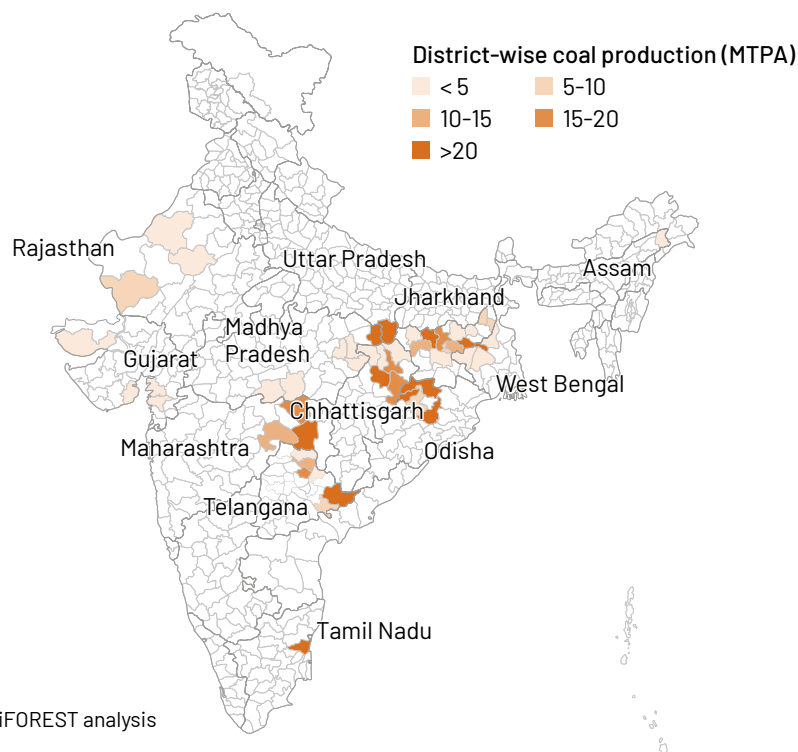 District-wise coal production (MTPA)
< 5
5-10
10-15
15-20
>20
Rajasthan
Uttar Pradesh
Assam
Jharkhand
Madhya
Pradesh
Gujarat
West Bengal
Chhattisgarh
Maharashtra
Odisha
Telangana
Tamil Nadu
iFOREST analysis